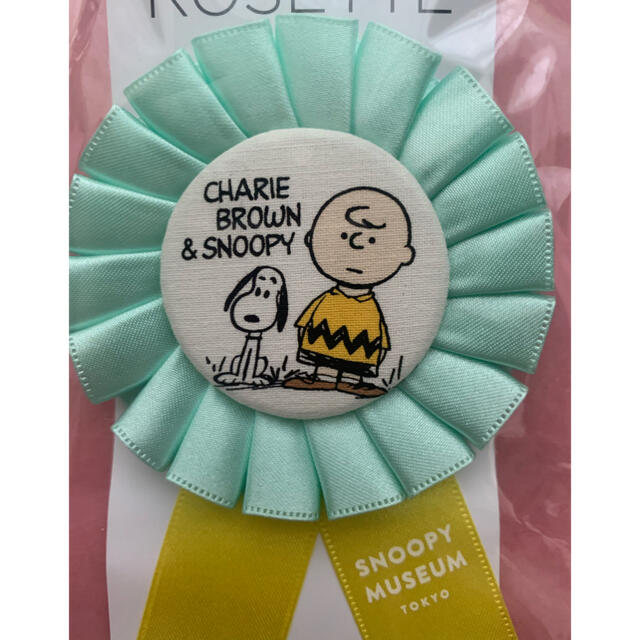 ROSETTE
CHARIE
BROWN
& SNOOPY
SNOOPY
MUSEUM
TOKYO